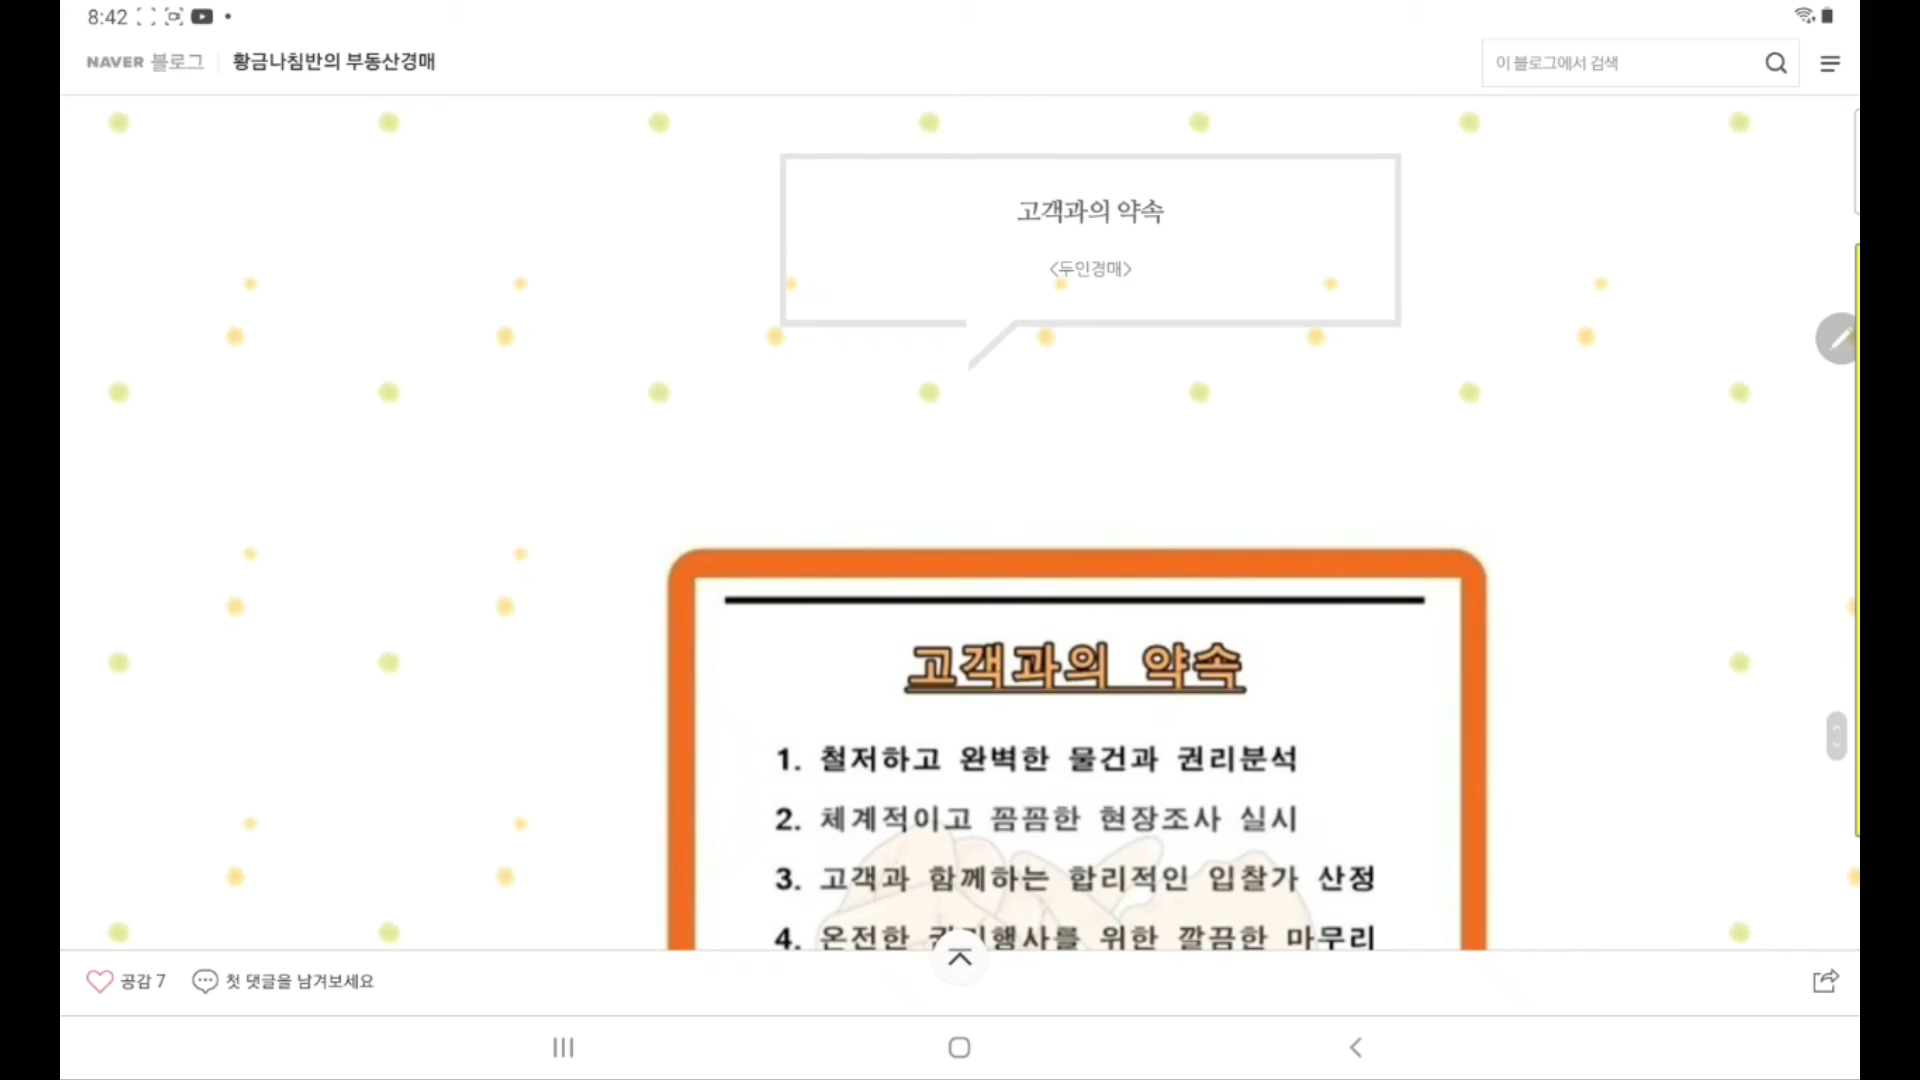 8:42
NAVER 블로그 황금나침반의 부동산경매
이 블로그에서 검색
고객과의 약속
<두인경매>
고객과의 약속
1. 철저하고 완벽한 물건과 권리분석
2. 체계적이고 꼼꼼한 현장조사 실시
3. 고객과 함께하는 합리적인 입찰가 산정
4. 온전한 권리행사를 위한 깔끔한 마무리
공감 7 첫 댓글을 남겨보세요